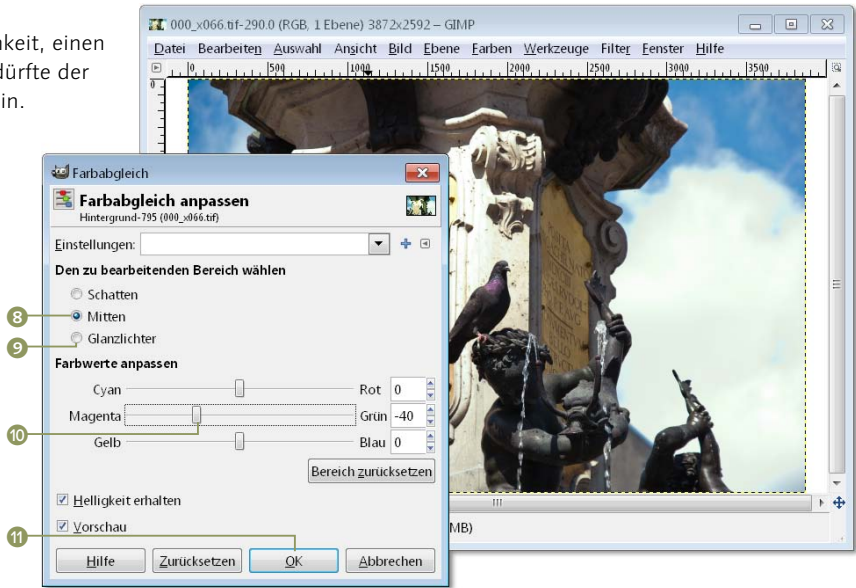 keit, einen
dürfte der
in.
000_x066.tif-290.0 (RGB, 1 Ebene) 3872x2592 – GIMP
Datei Bearbeiten Auswahl Ansicht Bild Ebene Farben Werkzeuge Filter Fenster Hilfe
0 500 1000 1500 2000 2500 3000 3500
0
Farbabgleich
Farbabgleich anpassen
Hintergrund-795 (000_x066.tif)
Einstellungen:
Den zu bearbeitenden Bereich wählen
Schatten
8 Mitten
9 Glanzlichter
Farbwerte anpassen
Cyan Rot 0
Magenta Grün -40
10
Gelb Blau 0
Bereich zurücksetzen
Helligkeit erhalten
Vorschau
11
MB)
Hilfe Zurücksetzen OK Abbrechen